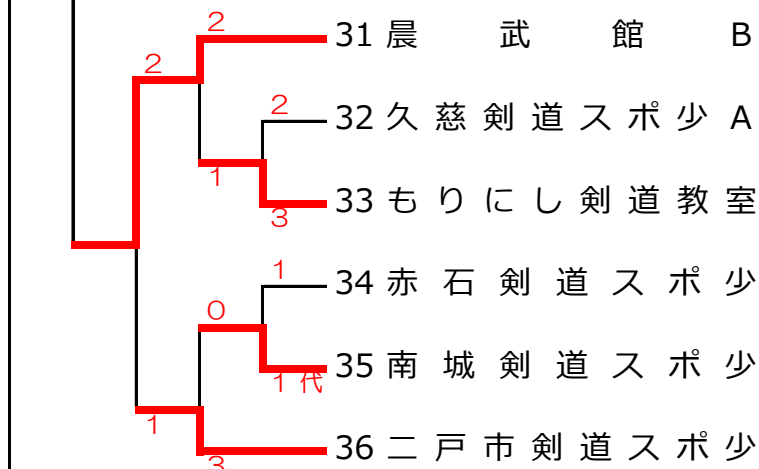 2
31 晨武館B
2
2
32 久慈剣道スポ少A
1
33 もりにし剣道教室
3
1
34 赤石剣道スポ少
0
35 南城剣道スポ少
1代
1
36 二戸市剣道スポ少
3